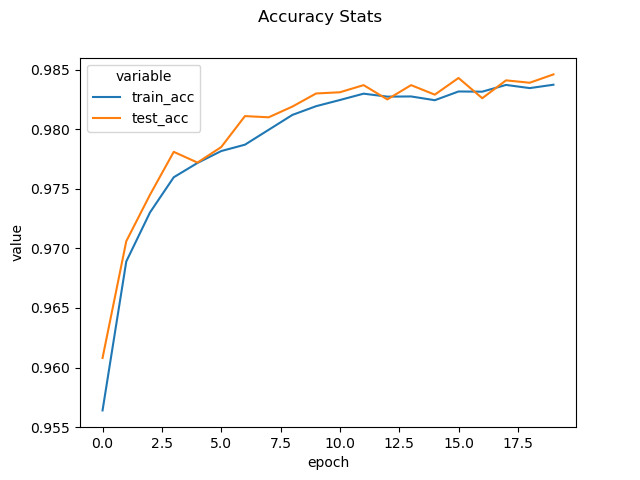 Accuracy Stats
0.985
0.980
0.975
0.970
0.965
0.960
0.955
value
variable
train_acc
test_acc
0.0 2.5 5.0 7.5 10.0 12.5 15.0 17.5
epoch